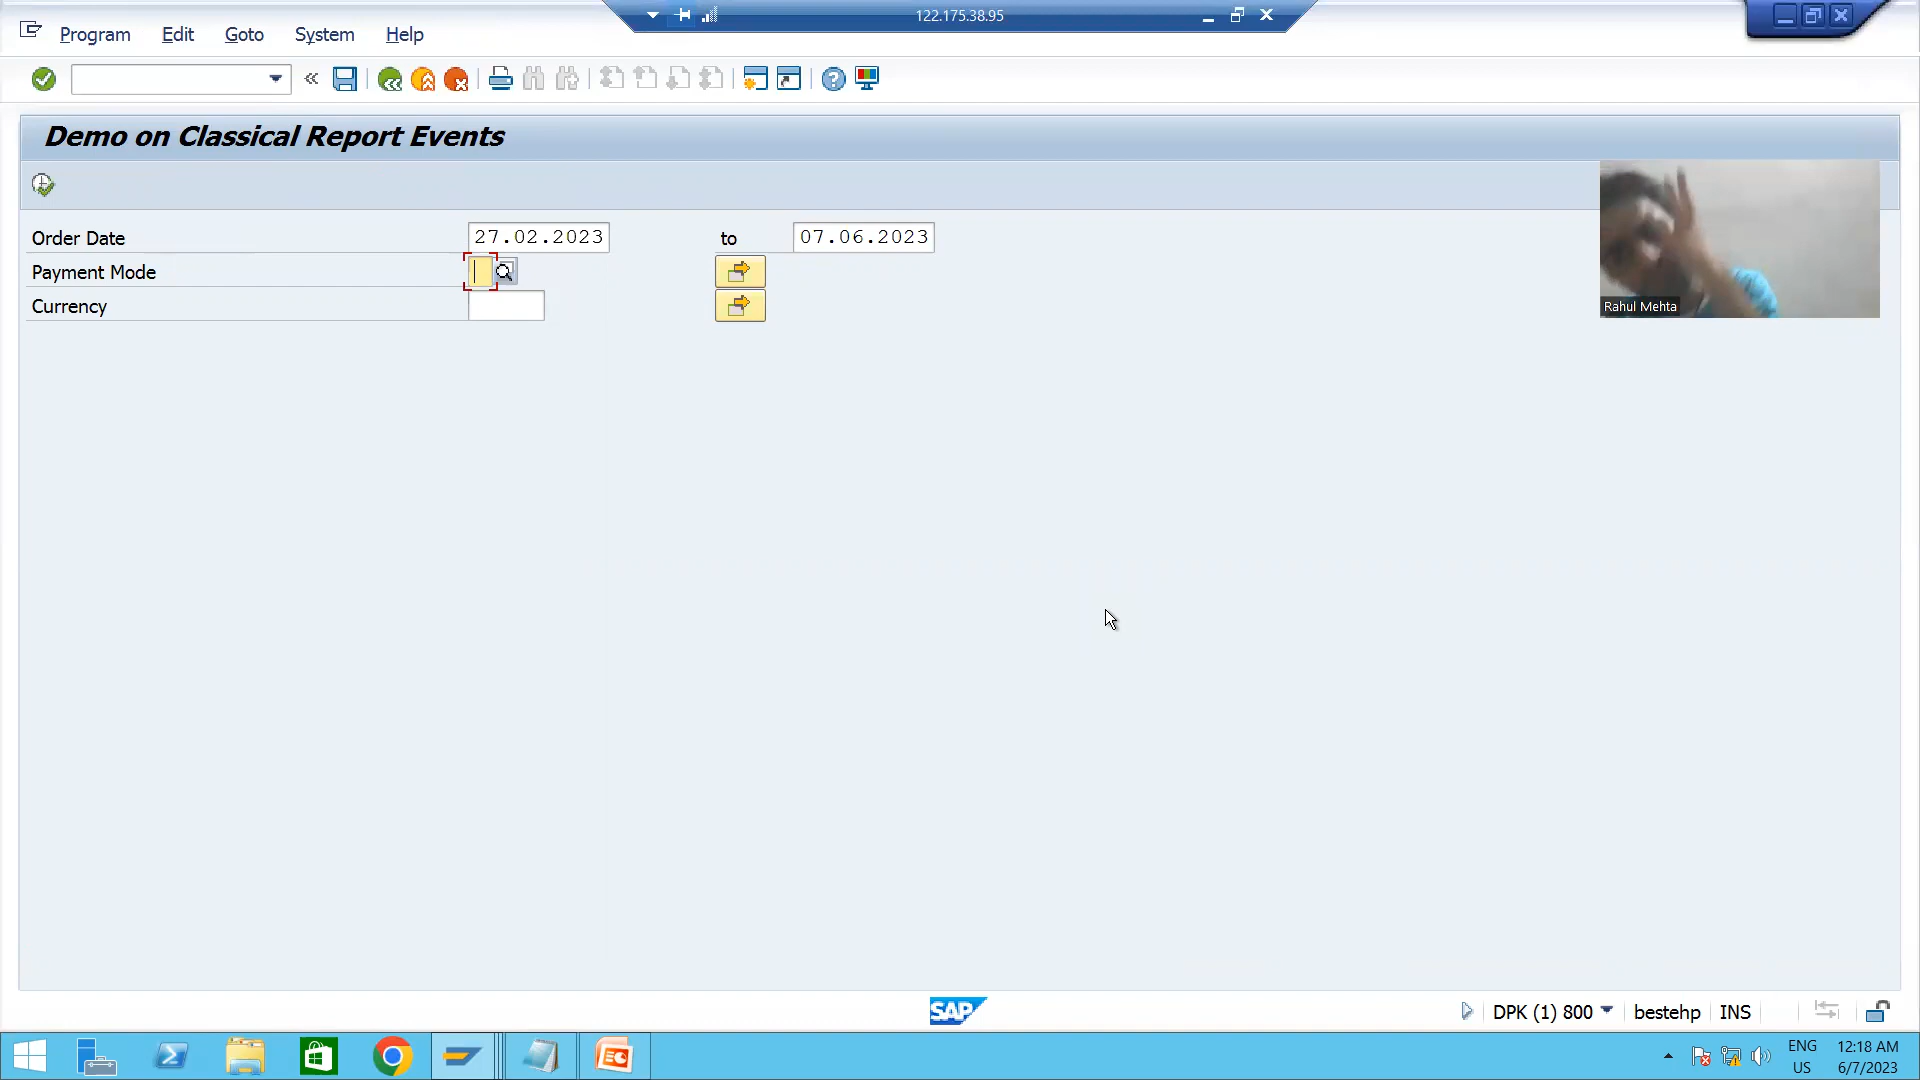 122.175.38.95
Program Edit Goto System Help
Demo on Classical Report Events
Order Date 27.02.2023 to 07.06.2023
Payment Mode
Currency
Rahul Mehta
SAP DPK (1) 800 bestehp INS
ENG 12:18 AM
US 6/7/2023